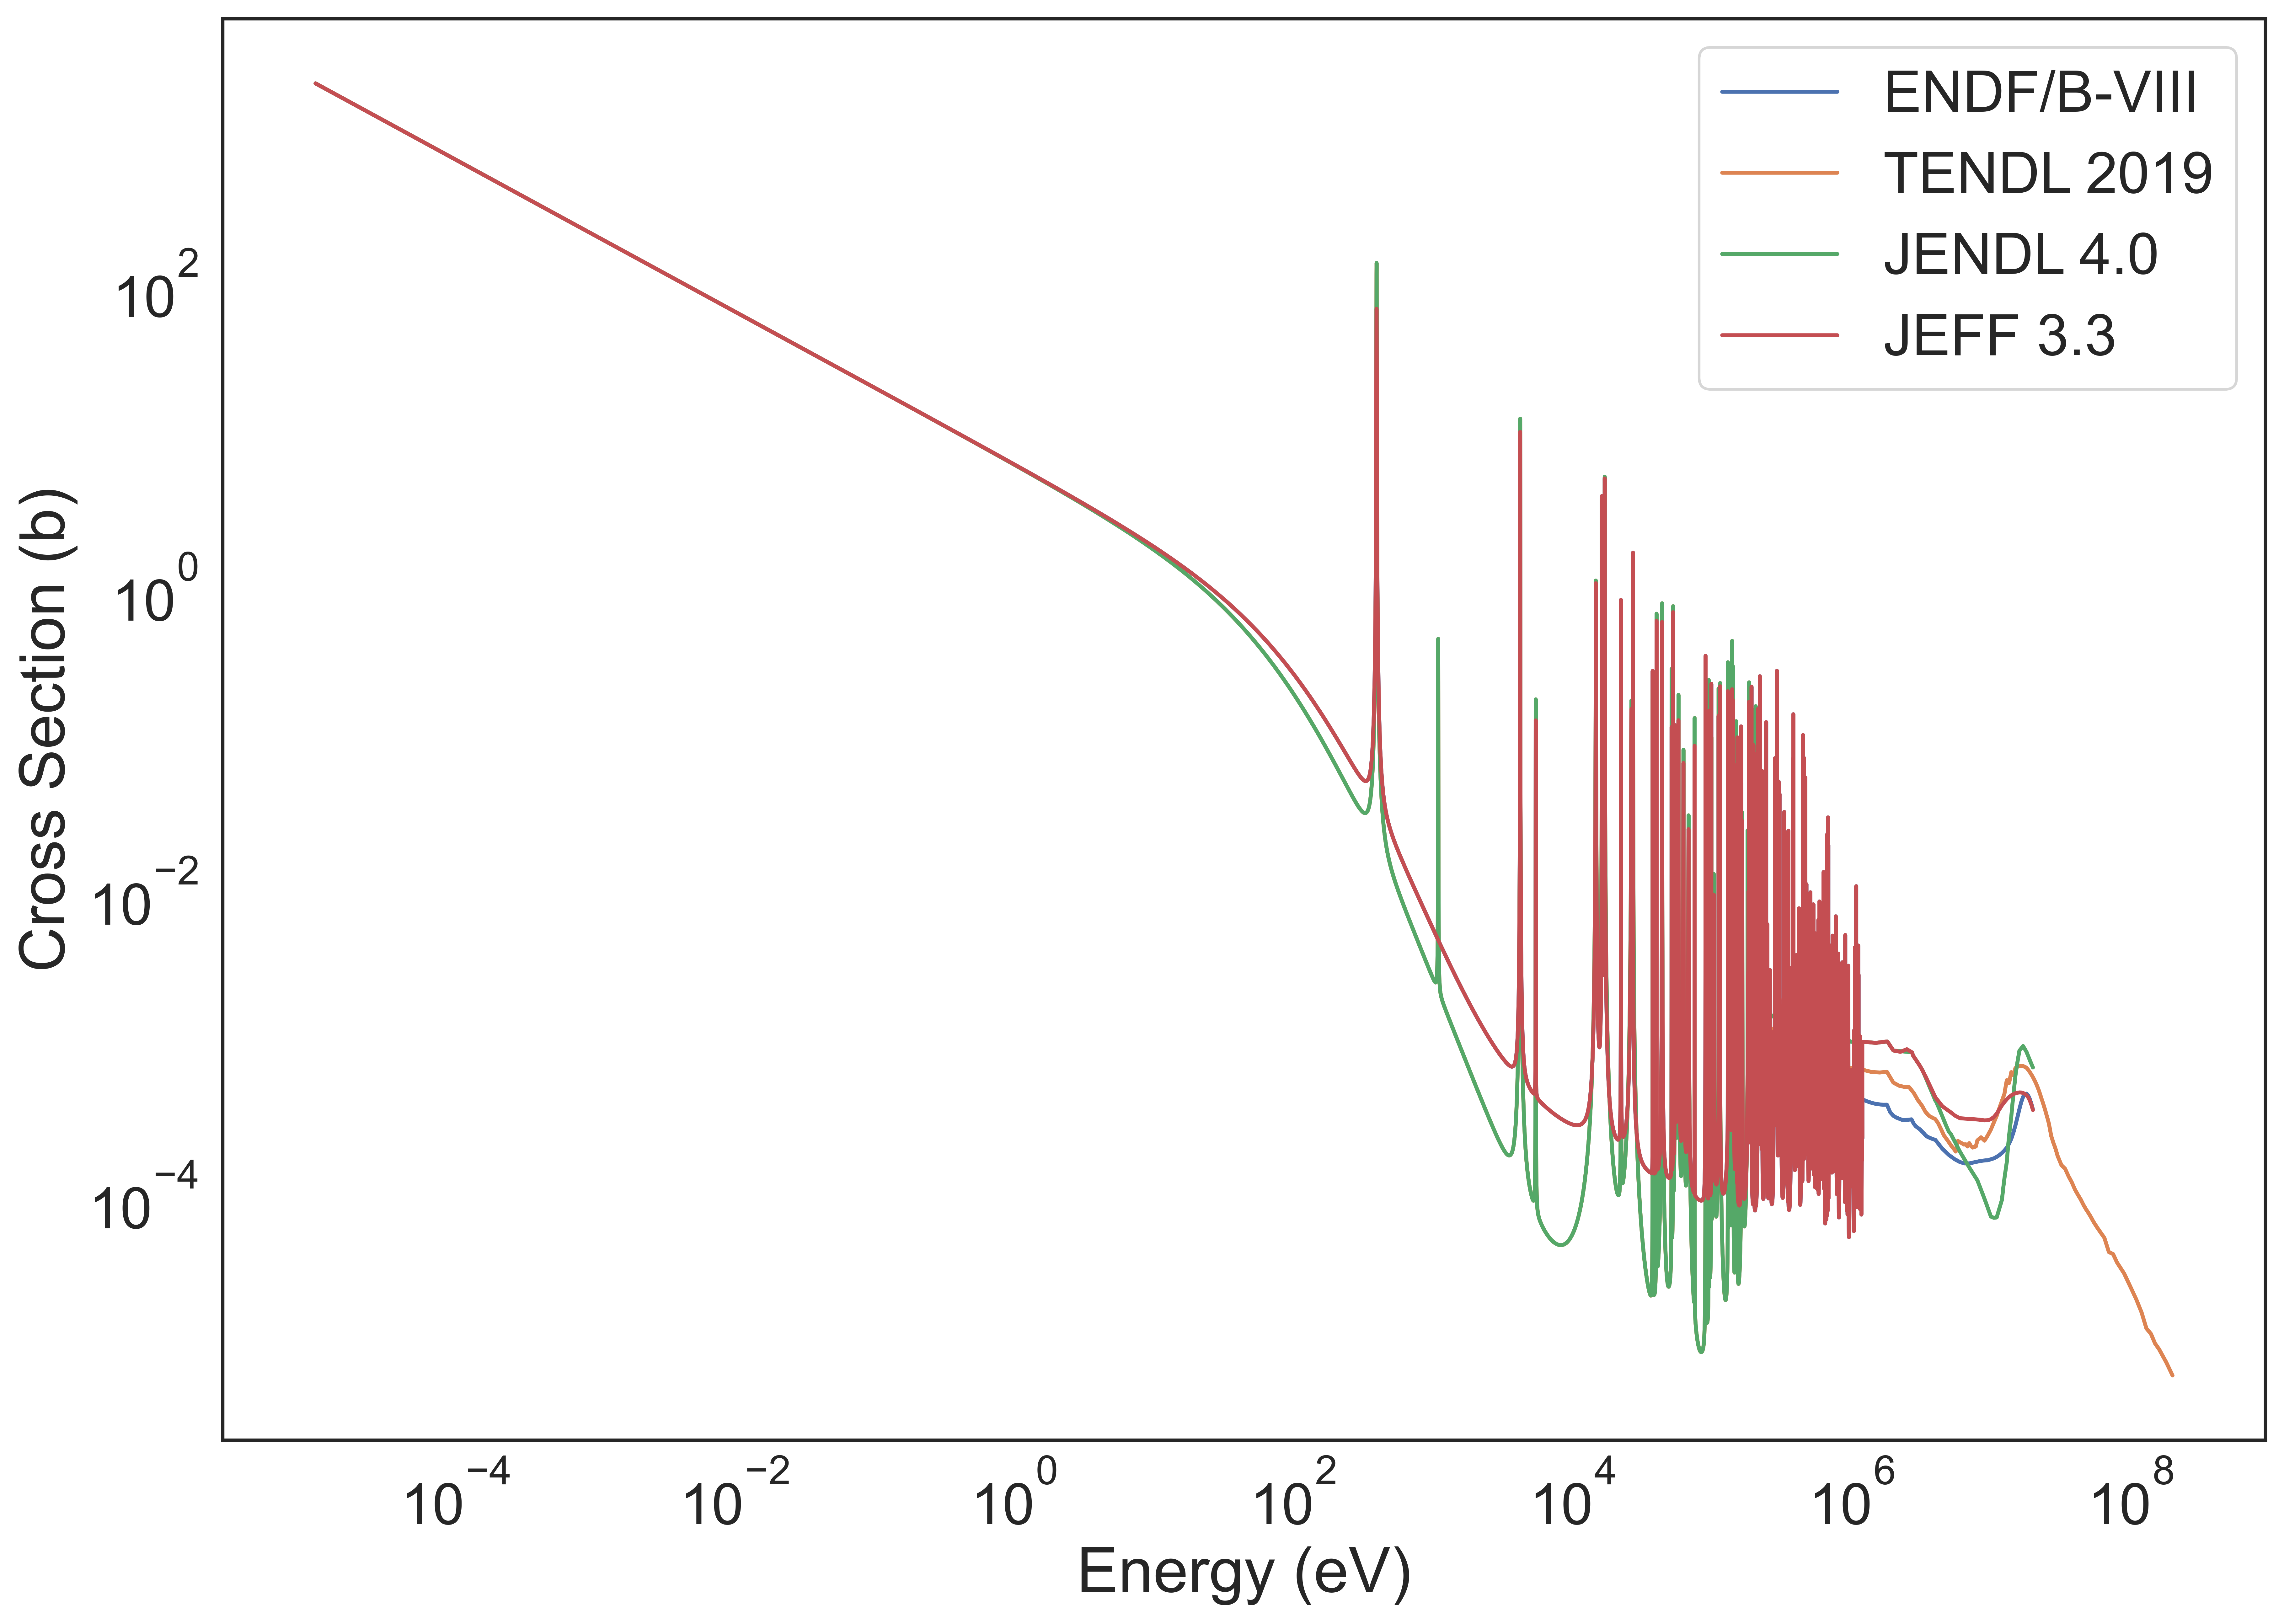 ENDF/B-VIII
TENDL 2019
JENDL 4.0
JEFF 3.3
Cross Section (b)
10^2
10^0
10^−2
10^−4
10^−4 10^−2 10^0 10^2 10^4 10^6 10^8
Energy (eV)